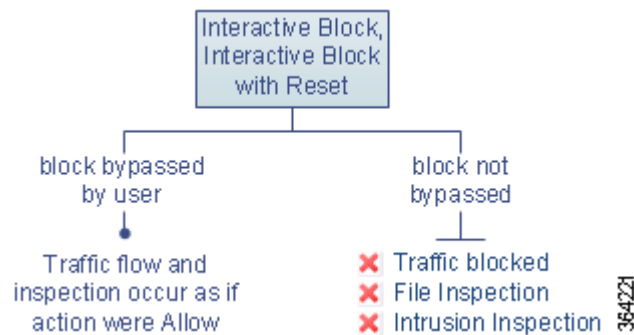 Interactive Block,
Interactive Block
with Reset
block bypassed
by user
block not
bypassed
Traffic flow and
inspection occur as if
action were Allow
Traffic blocked
File Inspection
Intrusion Inspection
364221